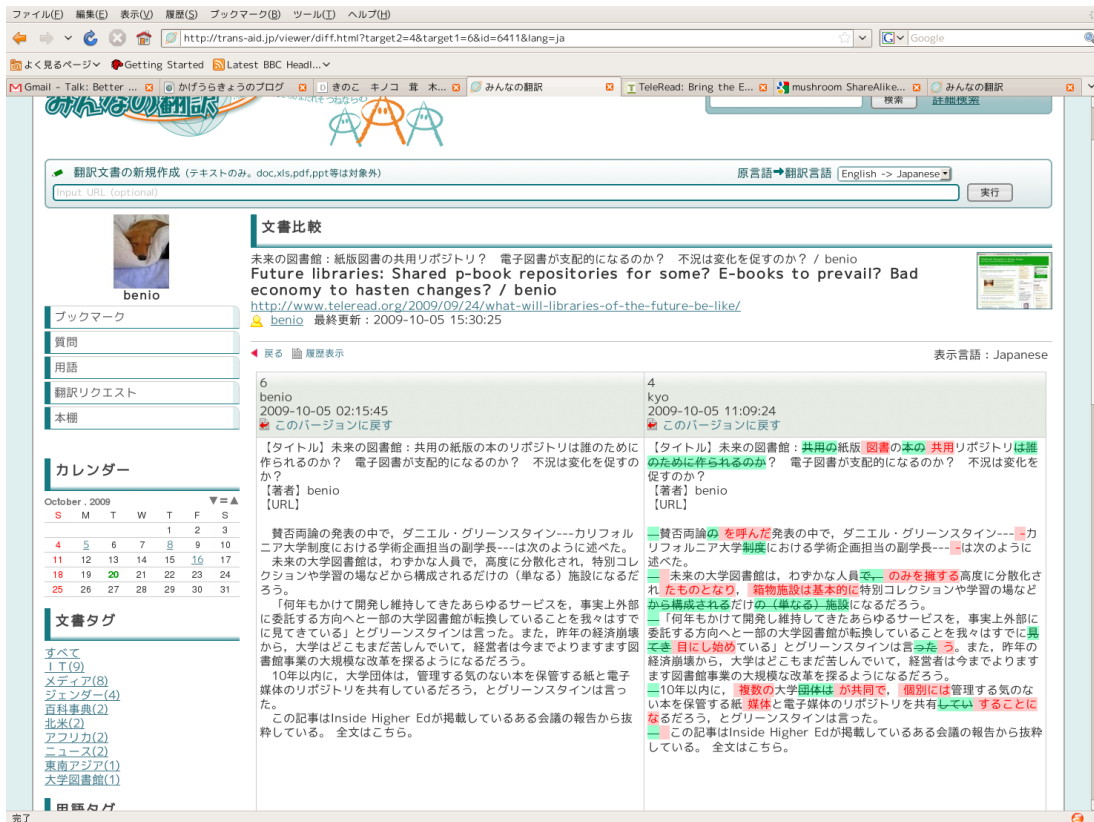 ファイル(F) 編集(E) 表示(V) 履歴(S) ブックマーク(B) ツール(T) ヘルプ(H)
http://trans-aid.jp/viewer/diff.html?target2=4&target1=6&id=6411&lang=ja
Google
よく見るページ Getting Started Latest BBC Headl...
Gmail - Talk: Better ... かげうらきょうのブログ きのこ キノコ 茸 木... みんなの翻訳 TeleRead: Bring the E... mushroom ShareAlike... みんなの翻訳
みんなの翻訳
検索 詳細検索
翻訳文書の新規作成 (テキストのみ。doc,xls,pdf,ppt等は対象外) 原言語➜翻訳言語 English -> Japanese
Input URL (optional) 実行
benio
ブックマーク
質問
用語
翻訳リクエスト
本棚
カレンダー
October . 2009 ▼=▲
S M T W T F S
1 2 3
4 5 6 7 8 9 10
11 12 13 14 15 16 17
18 19 20 21 22 23 24
25 26 27 28 29 30 31
文書タグ
すべて
IT(9)
メディア(8)
ジェンダー(4)
百科事典(2)
北米(2)
アフリカ(2)
ニュース(2)
東南アジア(1)
大学図書館(1)
用語タグ
文書比較
未来の図書館:紙版図書の共用リポジトリ? 電子図書が支配的になるのか? 不況は変化を促すのか? / benio
Future libraries: Shared p-book repositories for some? E-books to prevail? Bad
economy to hasten changes? / benio
http://www.teleread.org/2009/09/24/what-will-libraries-of-the-future-be-like/
benio 最終更新:2009-10-05 15:30:25
戻る 履歴表示 表示言語:Japanese
6
benio
2009-10-05 02:15:45
このバージョンに戻す
【タイトル】未来の図書館:共用の紙版の本のリポジトリは誰のために
作られるのか? 電子図書が支配的になるのか? 不況は変化を促すの
か?
【著者】benio
【URL】
賛否両論の発表の中で,ダニエル・グリーンスタイン---カリフォル
ニア大学制度における学術企画担当の副学長---は次のように述べた。
未来の大学図書館は,わずかな人員で,高度に分散化され,特別コレ
クションや学習の場などから構成されるだけの(単なる)施設になるだ
ろう。
「何年もかけて開発し維持してきたあらゆるサービスを,事実上外部
に委託する方向へと一部の大学図書館が転換していることを我々はすで
に見てきている」とグリーンスタインは言った。また,昨年の経済崩壊
から,大学はどこもまだ苦しんでいて,経営者は今までよりますます図
書館事業の大規模な改革を探るようになるだろう。
10年以内に,大学団体は,管理する気のない本を保管する紙と電子
媒体のリポジトリを共有しているだろう,とグリーンスタインは言っ
た。
この記事はInside Higher Edが掲載しているある会議の報告から抜
粋している。 全文はこちら。
4
kyo
2009-10-05 11:09:24
このバージョンに戻す
【タイトル】未来の図書館:共用の紙版 図書の本の 共用リポジトリは誰
のために作られるのか? 電子図書が支配的になるのか? 不況は変化を
促すのか?
【著者】benio
【URL】
賛否両論の を呼んだ発表の中で,ダニエル・グリーンスタイン--- -カ
リフォルニア大学制度における学術企画担当の副学長--- -は次のように
述べた。
未来の大学図書館は,わずかな人員で, のみを擁する高度に分散化さ
れ たものとなり, 箱物施設は基本的に特別コレクションや学習の場など
から構成されるだけの(単なる)施設になるだろう。
「何年もかけて開発し維持してきたあらゆるサービスを,事実上外部に
委託する方向へと一部の大学図書館が転換していることを我々はすでに見
てき 目にし始めている」とグリーンスタインは言った う。また,昨年の
経済崩壊から,大学はどこもまだ苦しんでいて,経営者は今までよります
ます図書館事業の大規模な改革を探るようになるだろう。
10年以内に, 複数の大学団体は が共同で, 個別には管理する気のな
い本を保管する紙 媒体と電子媒体のリポジトリを共有してい することに
なるだろう,とグリーンスタインは言った。
この記事はInside Higher Edが掲載しているある会議の報告から抜粋
している。 全文はこちら。
完了